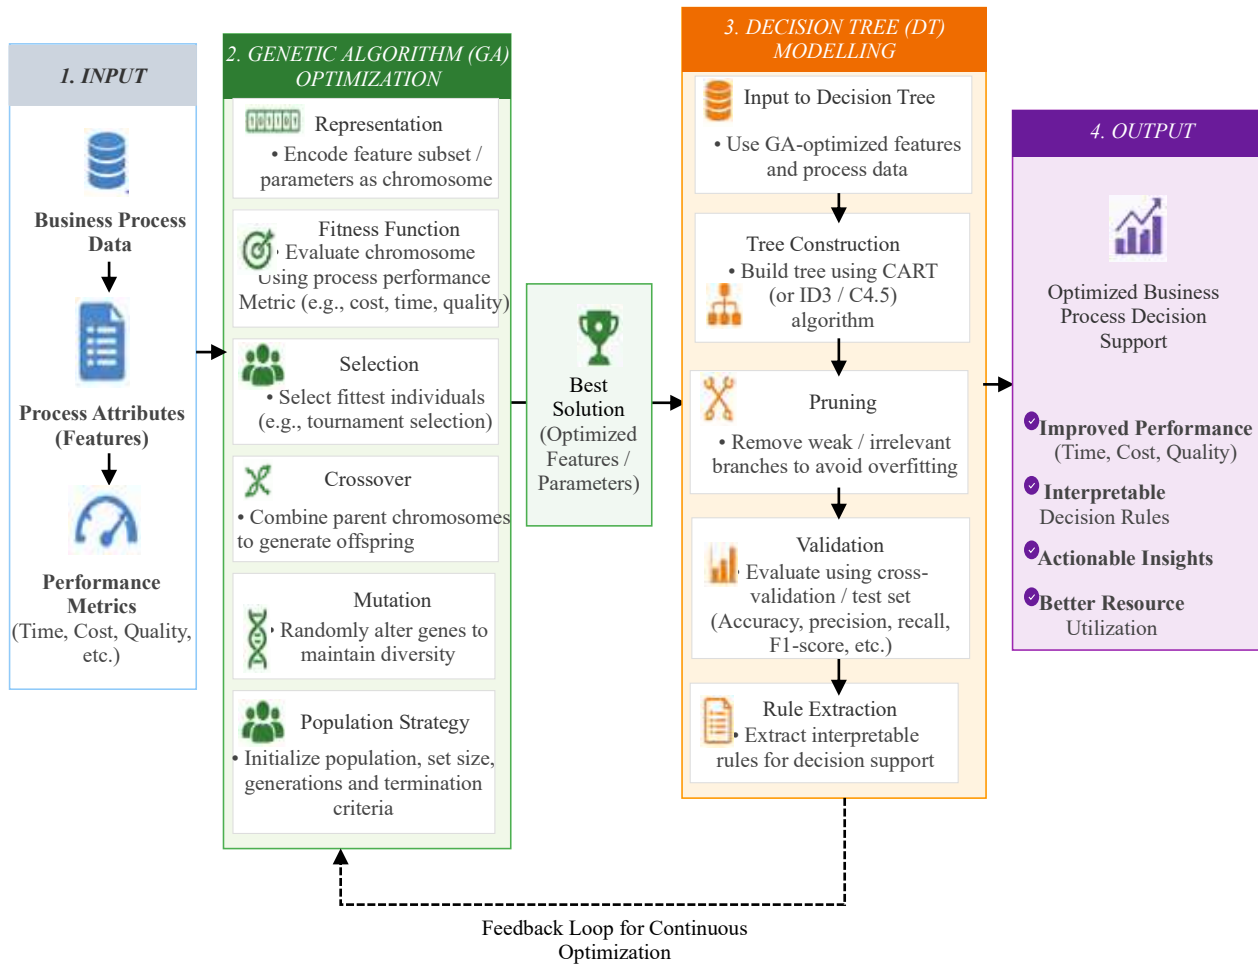 1. INPUT
Business Process
Data
Process Attributes
(Features)
Performance
Metrics
(Time, Cost, Quality,
etc.)
2. GENETIC ALGORITHM (GA)
OPTIMIZATION
101101
Representation
• Encode feature subset /
parameters as chromosome
Fitness Function
• Evaluate chromosome
Using process performance
Metric (e.g., cost, time, quality)
Selection
• Select fittest individuals
(e.g., tournament selection)
Crossover
• Combine parent chromosomes
to generate offspring
Mutation
• Randomly alter genes to
maintain diversity
Population Strategy
• Initialize population, set size,
generations and termination
criteria
Best
Solution
(Optimized
Features /
Parameters)
3. DECISION TREE (DT)
MODELLING
Input to Decision Tree
• Use GA-optimized features
and process data
Tree Construction
• Build tree using CART
(or ID3 / C4.5)
algorithm
Pruning
• Remove weak / irrelevant
branches to avoid overfitting
Validation
• Evaluate using cross-
validation / test set
(Accuracy, precision, recall,
F1-score, etc.)
Rule Extraction
• Extract interpretable
rules for decision support
4. OUTPUT
Optimized Business
Process Decision
Support
Improved Performance
(Time, Cost, Quality)
Interpretable
Decision Rules
Actionable Insights
Better Resource
Utilization
Feedback Loop for Continuous
Optimization